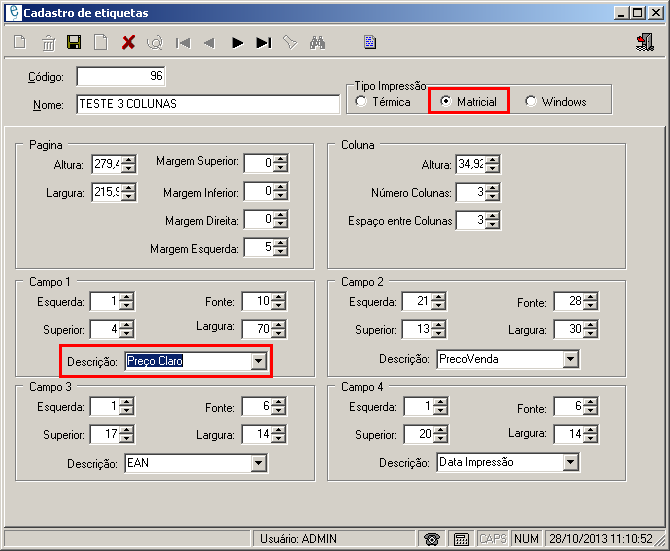 Cadastro de etiquetas
Código: 96
Nome: TESTE 3 COLUNAS
Tipo Impressão
Térmica Matricial Windows
Pagina
Altura: 279,4
Largura: 215,9
Margem Superior: 0
Margem Inferior: 0
Margem Direita: 0
Margem Esquerda: 5
Coluna
Altura: 34,92
Número Colunas: 3
Espaço entre Colunas 3
Campo 1
Esquerda: 1 Fonte: 10
Superior: 4 Largura: 70
Descrição: Preço Claro
Campo 2
Esquerda: 21 Fonte: 28
Superior: 13 Largura: 30
Descrição: PrecoVenda
Campo 3
Esquerda: 1 Fonte: 6
Superior: 17 Largura: 14
Descrição: EAN
Campo 4
Esquerda: 1 Fonte: 6
Superior: 20 Largura: 14
Descrição: Data Impressão
Usuário: ADMIN CAPS NUM 28/10/2013 11:10:52